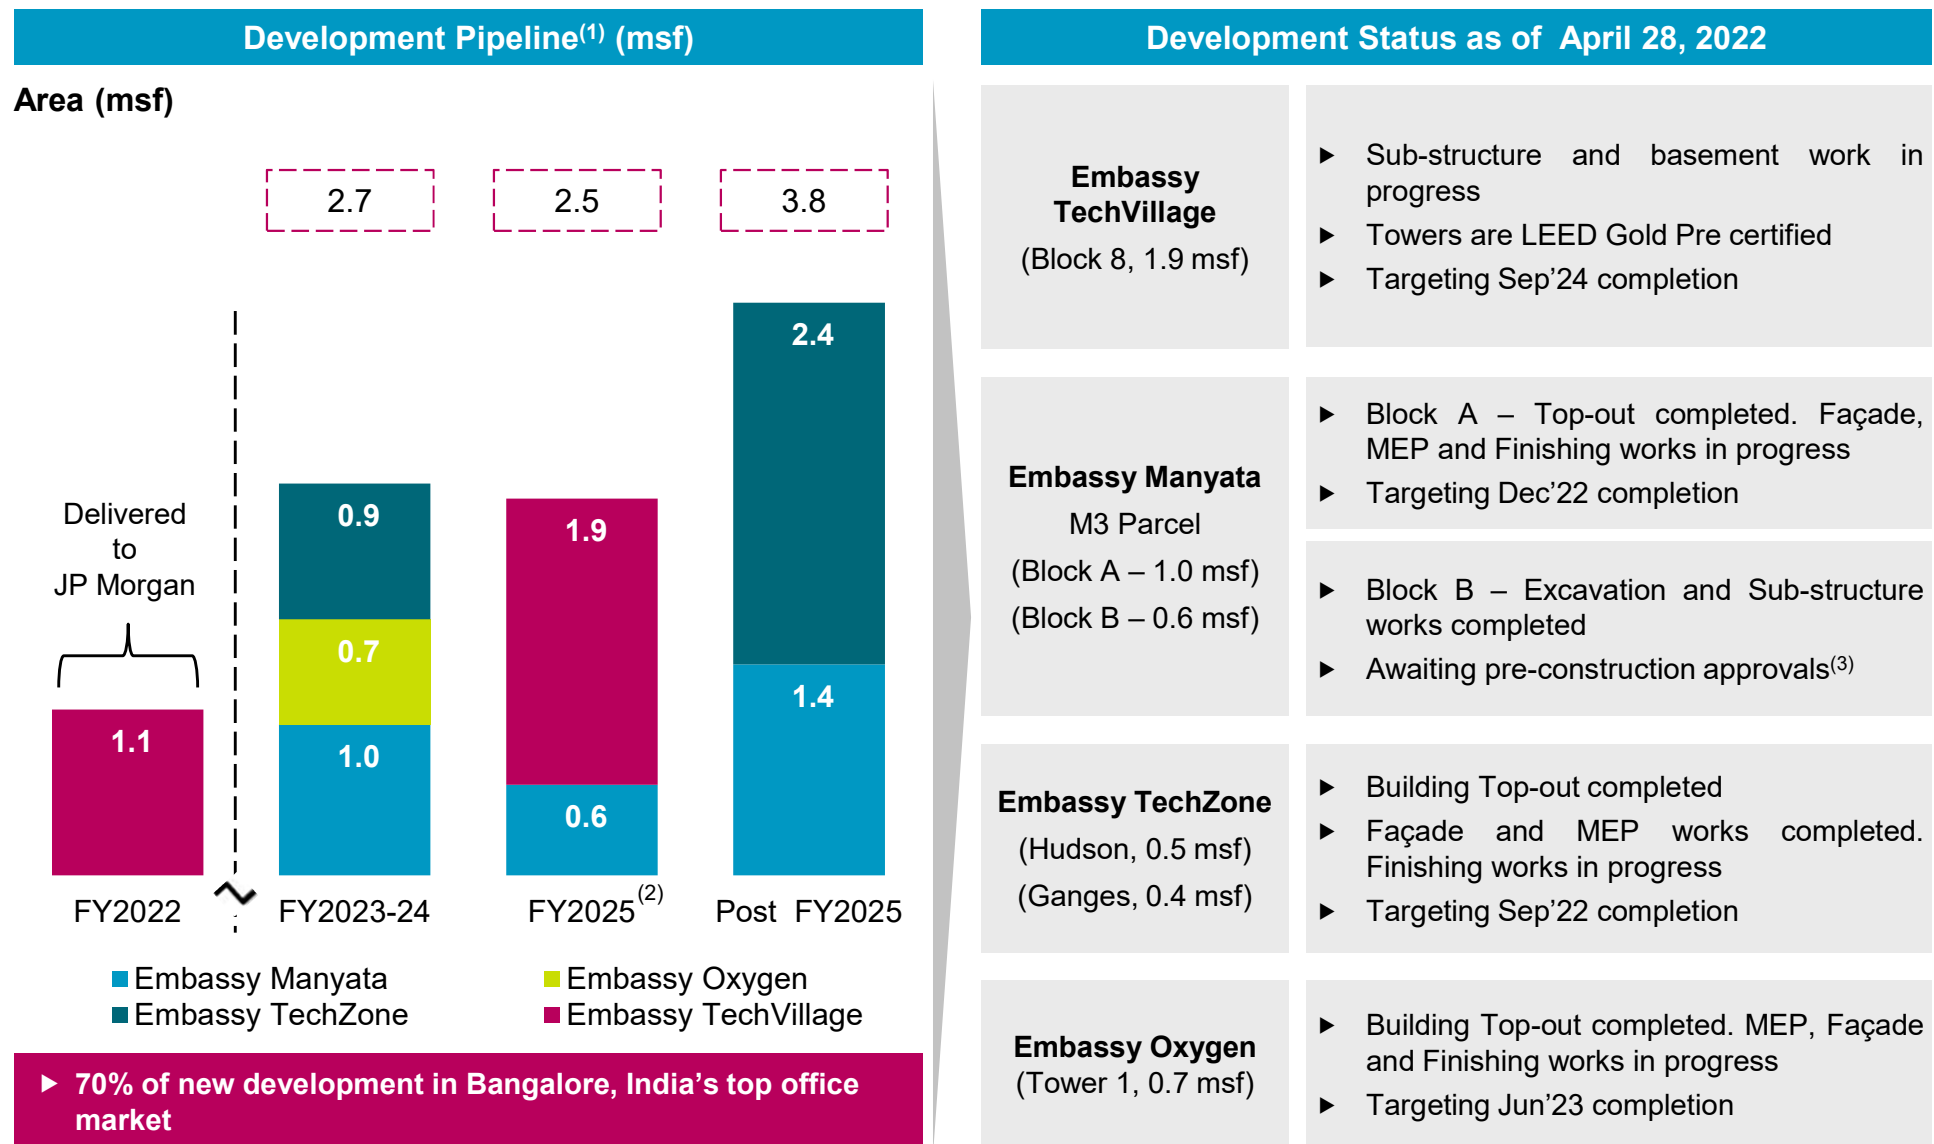 Development Pipeline(1) (msf)
Area (msf)
2.7
2.5
3.8
2.4
0.9
1.9
Delivered
to
JP Morgan
0.7
1.4
1.1
1.0
0.6
FY2022
FY2023-24
FY2025(2)
Post FY2025
Embassy Manyata
Embassy Oxygen
Embassy TechZone
Embassy TechVillage
► 70% of new development in Bangalore, India’s top office
market
Development Status as of April 28, 2022
Embassy
TechVillage
(Block 8, 1.9 msf)
► Sub-structure and basement work in
progress
► Towers are LEED Gold Pre certified
► Targeting Sep’24 completion
Embassy Manyata
M3 Parcel
(Block A – 1.0 msf)
(Block B – 0.6 msf)
► Block A – Top-out completed. Façade,
MEP and Finishing works in progress
► Targeting Dec’22 completion
► Block B – Excavation and Sub-structure
works completed
► Awaiting pre-construction approvals(3)
Embassy TechZone
(Hudson, 0.5 msf)
(Ganges, 0.4 msf)
► Building Top-out completed
► Façade and MEP works completed.
Finishing works in progress
► Targeting Sep’22 completion
Embassy Oxygen
(Tower 1, 0.7 msf)
► Building Top-out completed. MEP, Façade
and Finishing works in progress
► Targeting Jun’23 completion